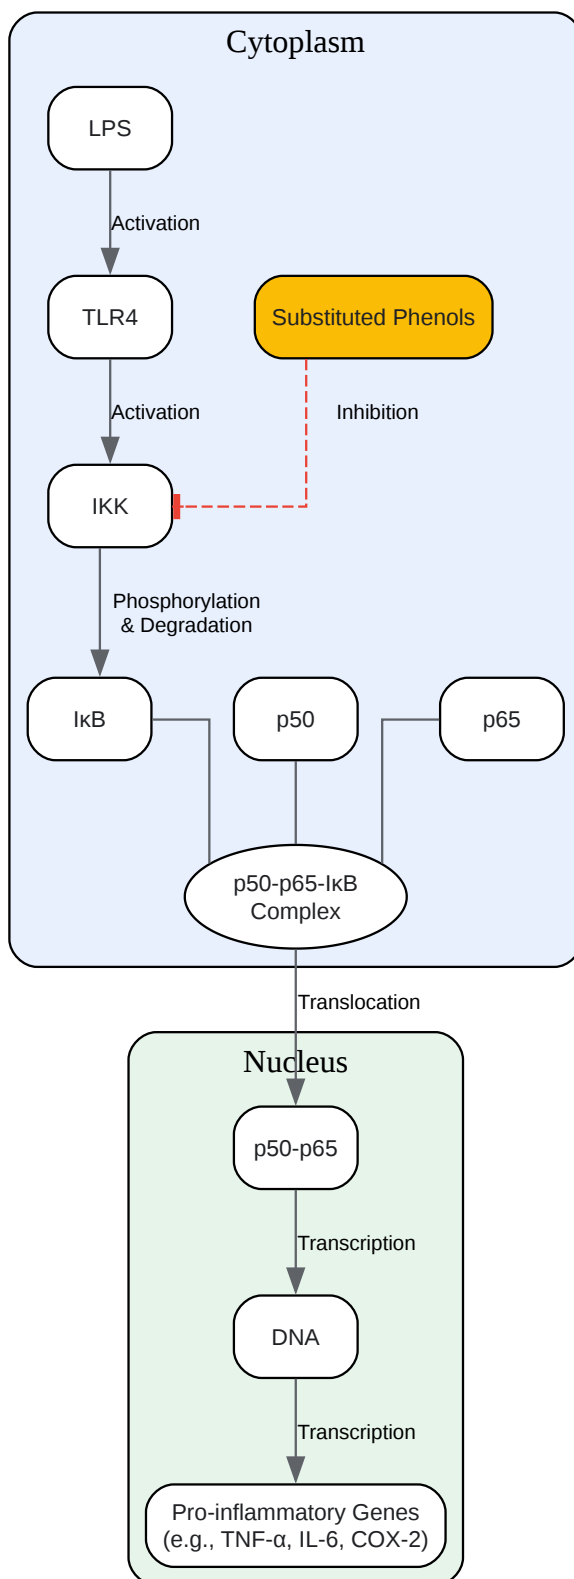 Cytoplasm
LPS
Activation
TLR4
Substituted Phenols
Activation
Inhibition
IKK
Phosphorylation
& Degradation
IκB
p50
p65
p50-p65-IκB
Complex
Translocation
Nucleus
p50-p65
Transcription
DNA
Transcription
Pro-inflammatory Genes
(e.g., TNF-α, IL-6, COX-2)